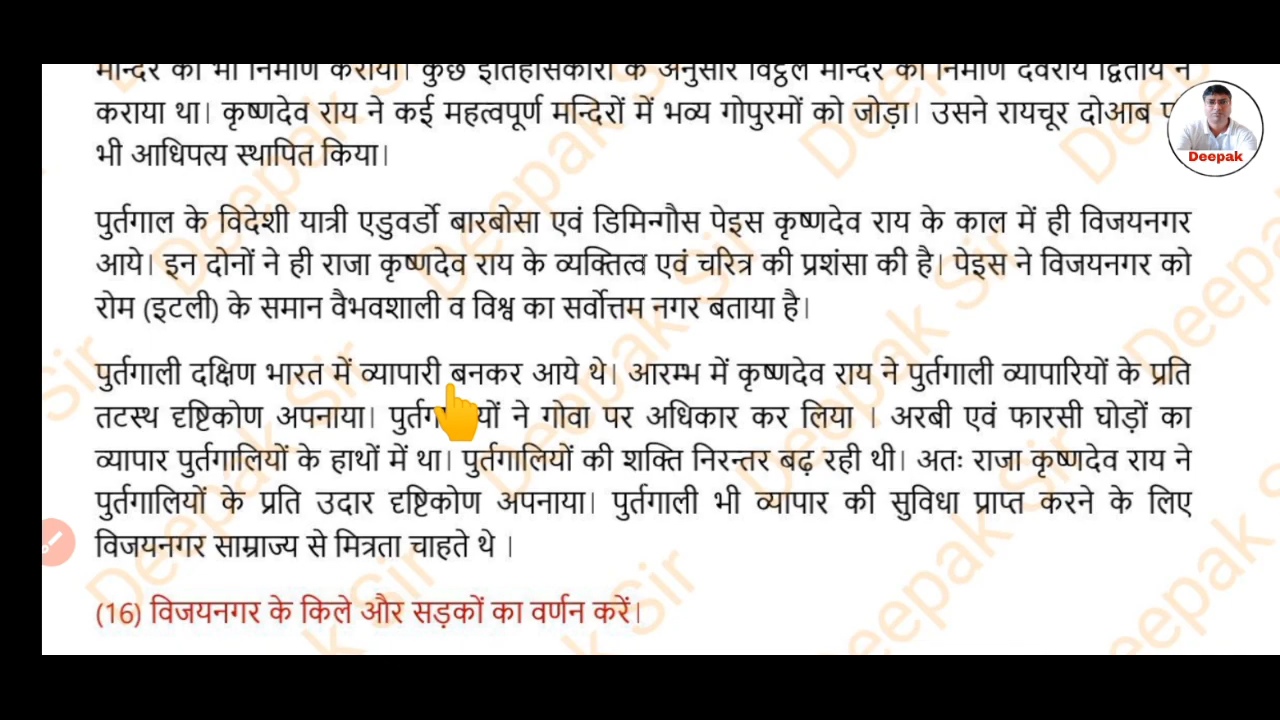 मन्दिर का भी निर्माण कराया। कुछ इतिहासकारों के अनुसार विट्ठल मन्दिर का निर्माण देवराय द्वितीय ने
कराया था। कृष्णदेव राय ने कई महत्वपूर्ण मन्दिरों में भव्य गोपुरमों को जोड़ा। उसने रायचूर दोआब
भी आधिपत्य स्थापित किया।
Deepak
पुर्तगाल के विदेशी यात्री एडुवर्डो बारबोसा एवं डिमिन्गौस पेइस कृष्णदेव राय के काल में ही विजयनगर
आये। इन दोनों ने ही राजा कृष्णदेव राय के व्यक्तित्व एवं चरित्र की प्रशंसा की है। पेइस ने विजयनगर को
रोम (इटली) के समान वैभवशाली व विश्व का सर्वोत्तम नगर बताया है।
पुर्तगाली दक्षिण भारत में व्यापारी बनकर आये थे। आरम्भ में कृष्णदेव राय ने पुर्तगाली व्यापारियों के प्रति
तटस्थ दृष्टिकोण अपनाया। पुर्तगालियों ने गोवा पर अधिकार कर लिया । अरबी एवं फारसी घोड़ों का
व्यापार पुर्तगालियों के हाथों में था। पुर्तगालियों की शक्ति निरन्तर बढ़ रही थी। अतः राजा कृष्णदेव राय ने
पुर्तगालियों के प्रति उदार दृष्टिकोण अपनाया। पुर्तगाली भी व्यापार की सुविधा प्राप्त करने के लिए
विजयनगर साम्राज्य से मित्रता चाहते थे ।
(16) विजयनगर के किले और सड़कों का वर्णन करें।